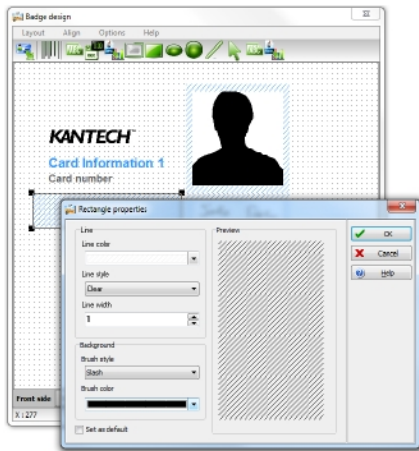 Badge design
Layout Align Options Help
KANTECH
Card Information 1
Card number
Rectangle properties
Line
Line color
Line style
Clear
Line width
1
Background
Brush style
Slash
Brush color
Set as default
Preview
OK
Cancel
Help
Front side
X : 277